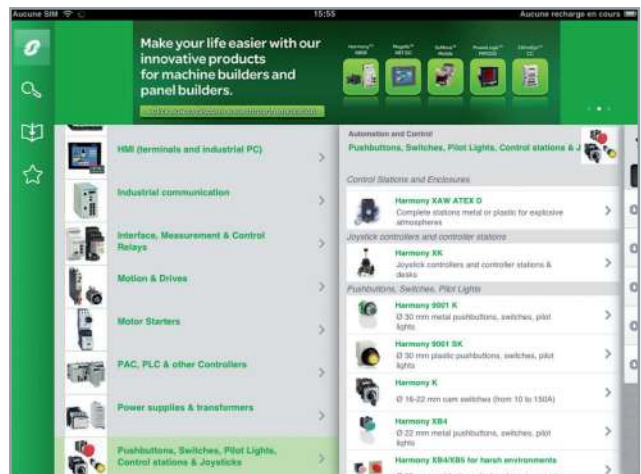 Aucune SIM
15:55
Aucune recharge en cours
Make your life easier with our
innovative products
for machine builders and
panel builders.
Harmony™
Magelis™
HMI (terminals and industrial PC)
Industrial communication
Interface, Measurement & Control
Relays
Motion & Drives
Motor Starters
PAC, PLC & other Controllers
Power supplies & transformers
Pushbuttons, Switches, Pilot Lights,
Control stations & Joysticks
Automation and Control
Pushbuttons, Switches, Pilot Lights, Control stations & J
Control Stations and Enclosures
Harmony XAW ATEX D
Complete stations metal or plastic for explosive
atmospheres
Joystick controllers and controller stations
Harmony XK
Joystick controllers and controller stations &
desks
Pushbuttons, Switches, Pilot Lights
Harmony 9001 K
Ø 30 mm metal pushbuttons, switches, pilot
lights
Harmony 9001 SK
Ø 30 mm plastic pushbuttons, switches, pilot
lights
Harmony K
Ø 16-22 mm cam switches (from 10 to 150A)
Harmony XB4
Ø 22 mm metal pushbuttons, switches, pilot
lights
Harmony XB4/XB5 for harsh environments